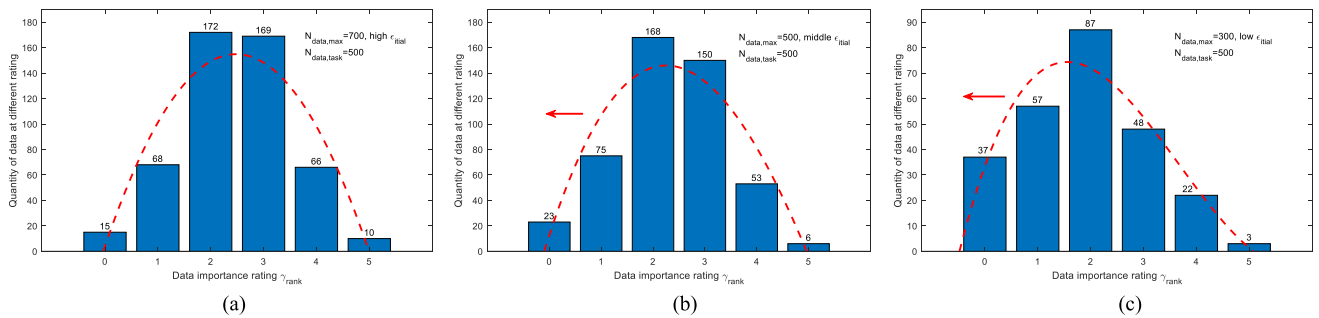 180
160
140
120
100
80
60
40
20
0
Quantity of data at different rating
15
68
172
169
66
10
N_data,max=700, high ϵ_itial
N_data,task=500
0 1 2 3 4 5
Data importance rating γ_rank
(a)
180
160
140
120
100
80
60
40
20
0
Quantity of data at different rating
23
75
168
150
53
6
N_data,max=500, middle ϵ_itial
N_data,task=500
0 1 2 3 4 5
Data importance rating γ_rank
(b)
90
80
70
60
50
40
30
20
10
0
Quantity of data at different rating
37
57
87
48
22
3
N_data,max=300, low ϵ_itial
N_data,task=500
0 1 2 3 4 5
Data importance rating γ_rank
(c)